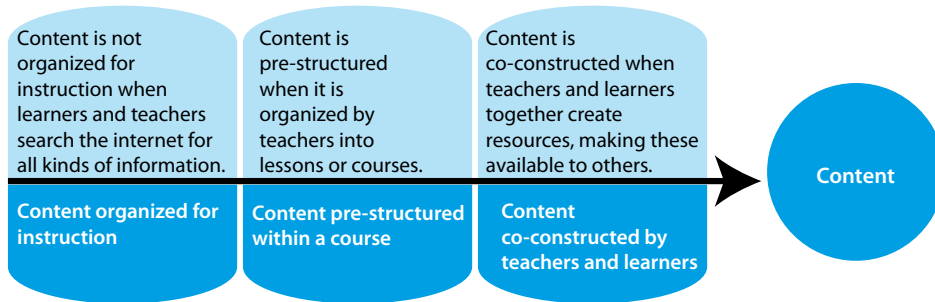 Content is not
organized for
instruction when
learners and teachers
search the internet for
all kinds of information.
Content is
pre-structured
when it is
organized by
teachers into
lessons or courses.
Content is
co-constructed when
teachers and learners
together create
resources, making these
available to others.
Content organized for
instruction
Content pre-structured
within a course
Content
co-constructed by
teachers and learners
Content